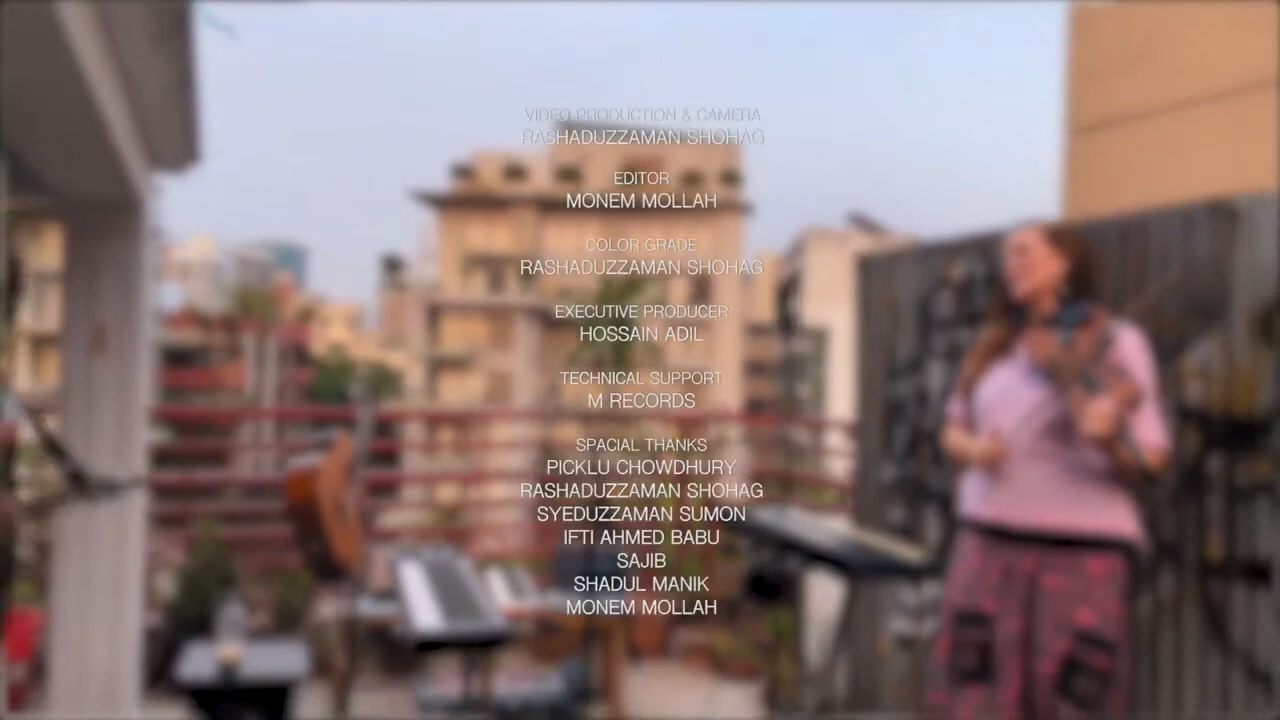 VIDEO PRODUCTION & CAMERA
RASHADUZZAMAN SHOHAG
EDITOR
MONEM MOLLAH
COLOR GRADE
RASHADUZZAMAN SHOHAG
EXECUTIVE PRODUCER
HOSSAIN ADIL
TECHNICAL SUPPORT
M RECORDS
SPACIAL THANKS
PICKLU CHOWDHURY
RASHADUZZAMAN SHOHAG
SYEDUZZAMAN SUMON
IFTI AHMED BABU
SAJIB
SHADUL MANIK
MONEM MOLLAH